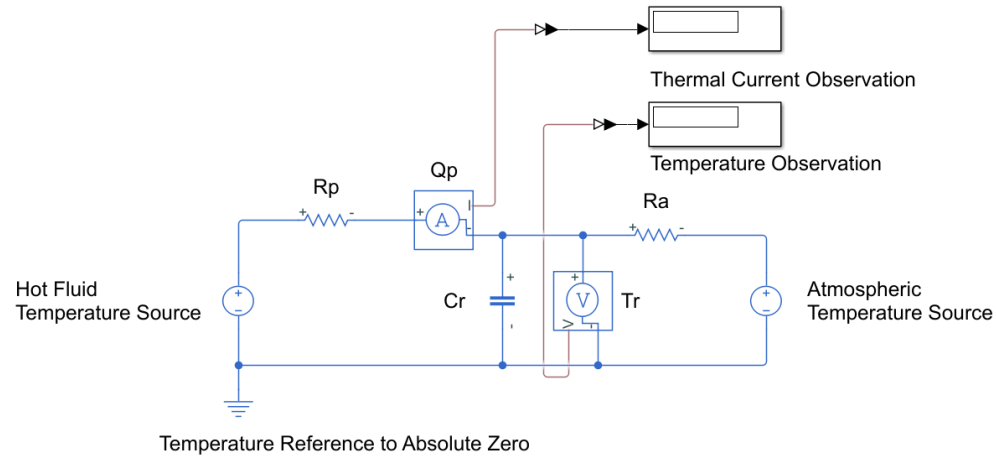 Thermal Current Observation
Temperature Observation
Qp
Rp
+ -
+
A
I
-
Ra
+ -
Hot Fluid
Temperature Source
+
-
Cr
+
-
+
V
V
-
Tr
+
-
Atmospheric
Temperature Source
Temperature Reference to Absolute Zero